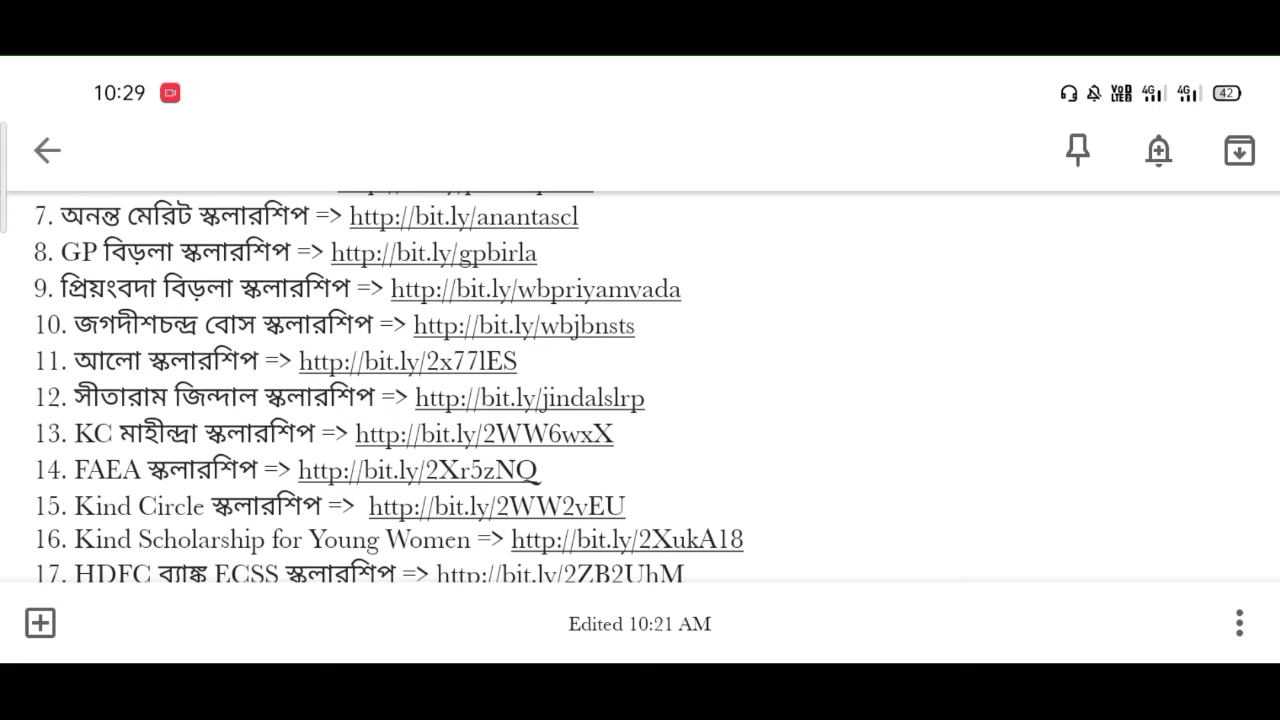 10:29
VoD LTE 4G 4G 42
7. অনন্ত মেরিট স্কলারশিপ => http://bit.ly/anantascl
8. GP বিড়লা স্কলারশিপ => http://bit.ly/gpbirla
9. প্রিয়ংবদা বিড়লা স্কলারশিপ => http://bit.ly/wbpriyamvada
10. জগদীশচন্দ্র বোস স্কলারশিপ => http://bit.ly/wbjbnsts
11. আলো স্কলারশিপ => http://bit.ly/2x77lES
12. সীতারাম জিন্দাল স্কলারশিপ => http://bit.ly/jindalslrp
13. KC মাহীন্দ্রা স্কলারশিপ => http://bit.ly/2WW6wxX
14. FAEA স্কলারশিপ => http://bit.ly/2Xr5zNQ
15. Kind Circle স্কলারশিপ => http://bit.ly/2WW2vEU
16. Kind Scholarship for Young Women => http://bit.ly/2XukA18
17. HDFC ব্যাঙ্ক ECSS স্কলারশিপ => http://bit.ly/2ZB2UhM
Edited 10:21 AM